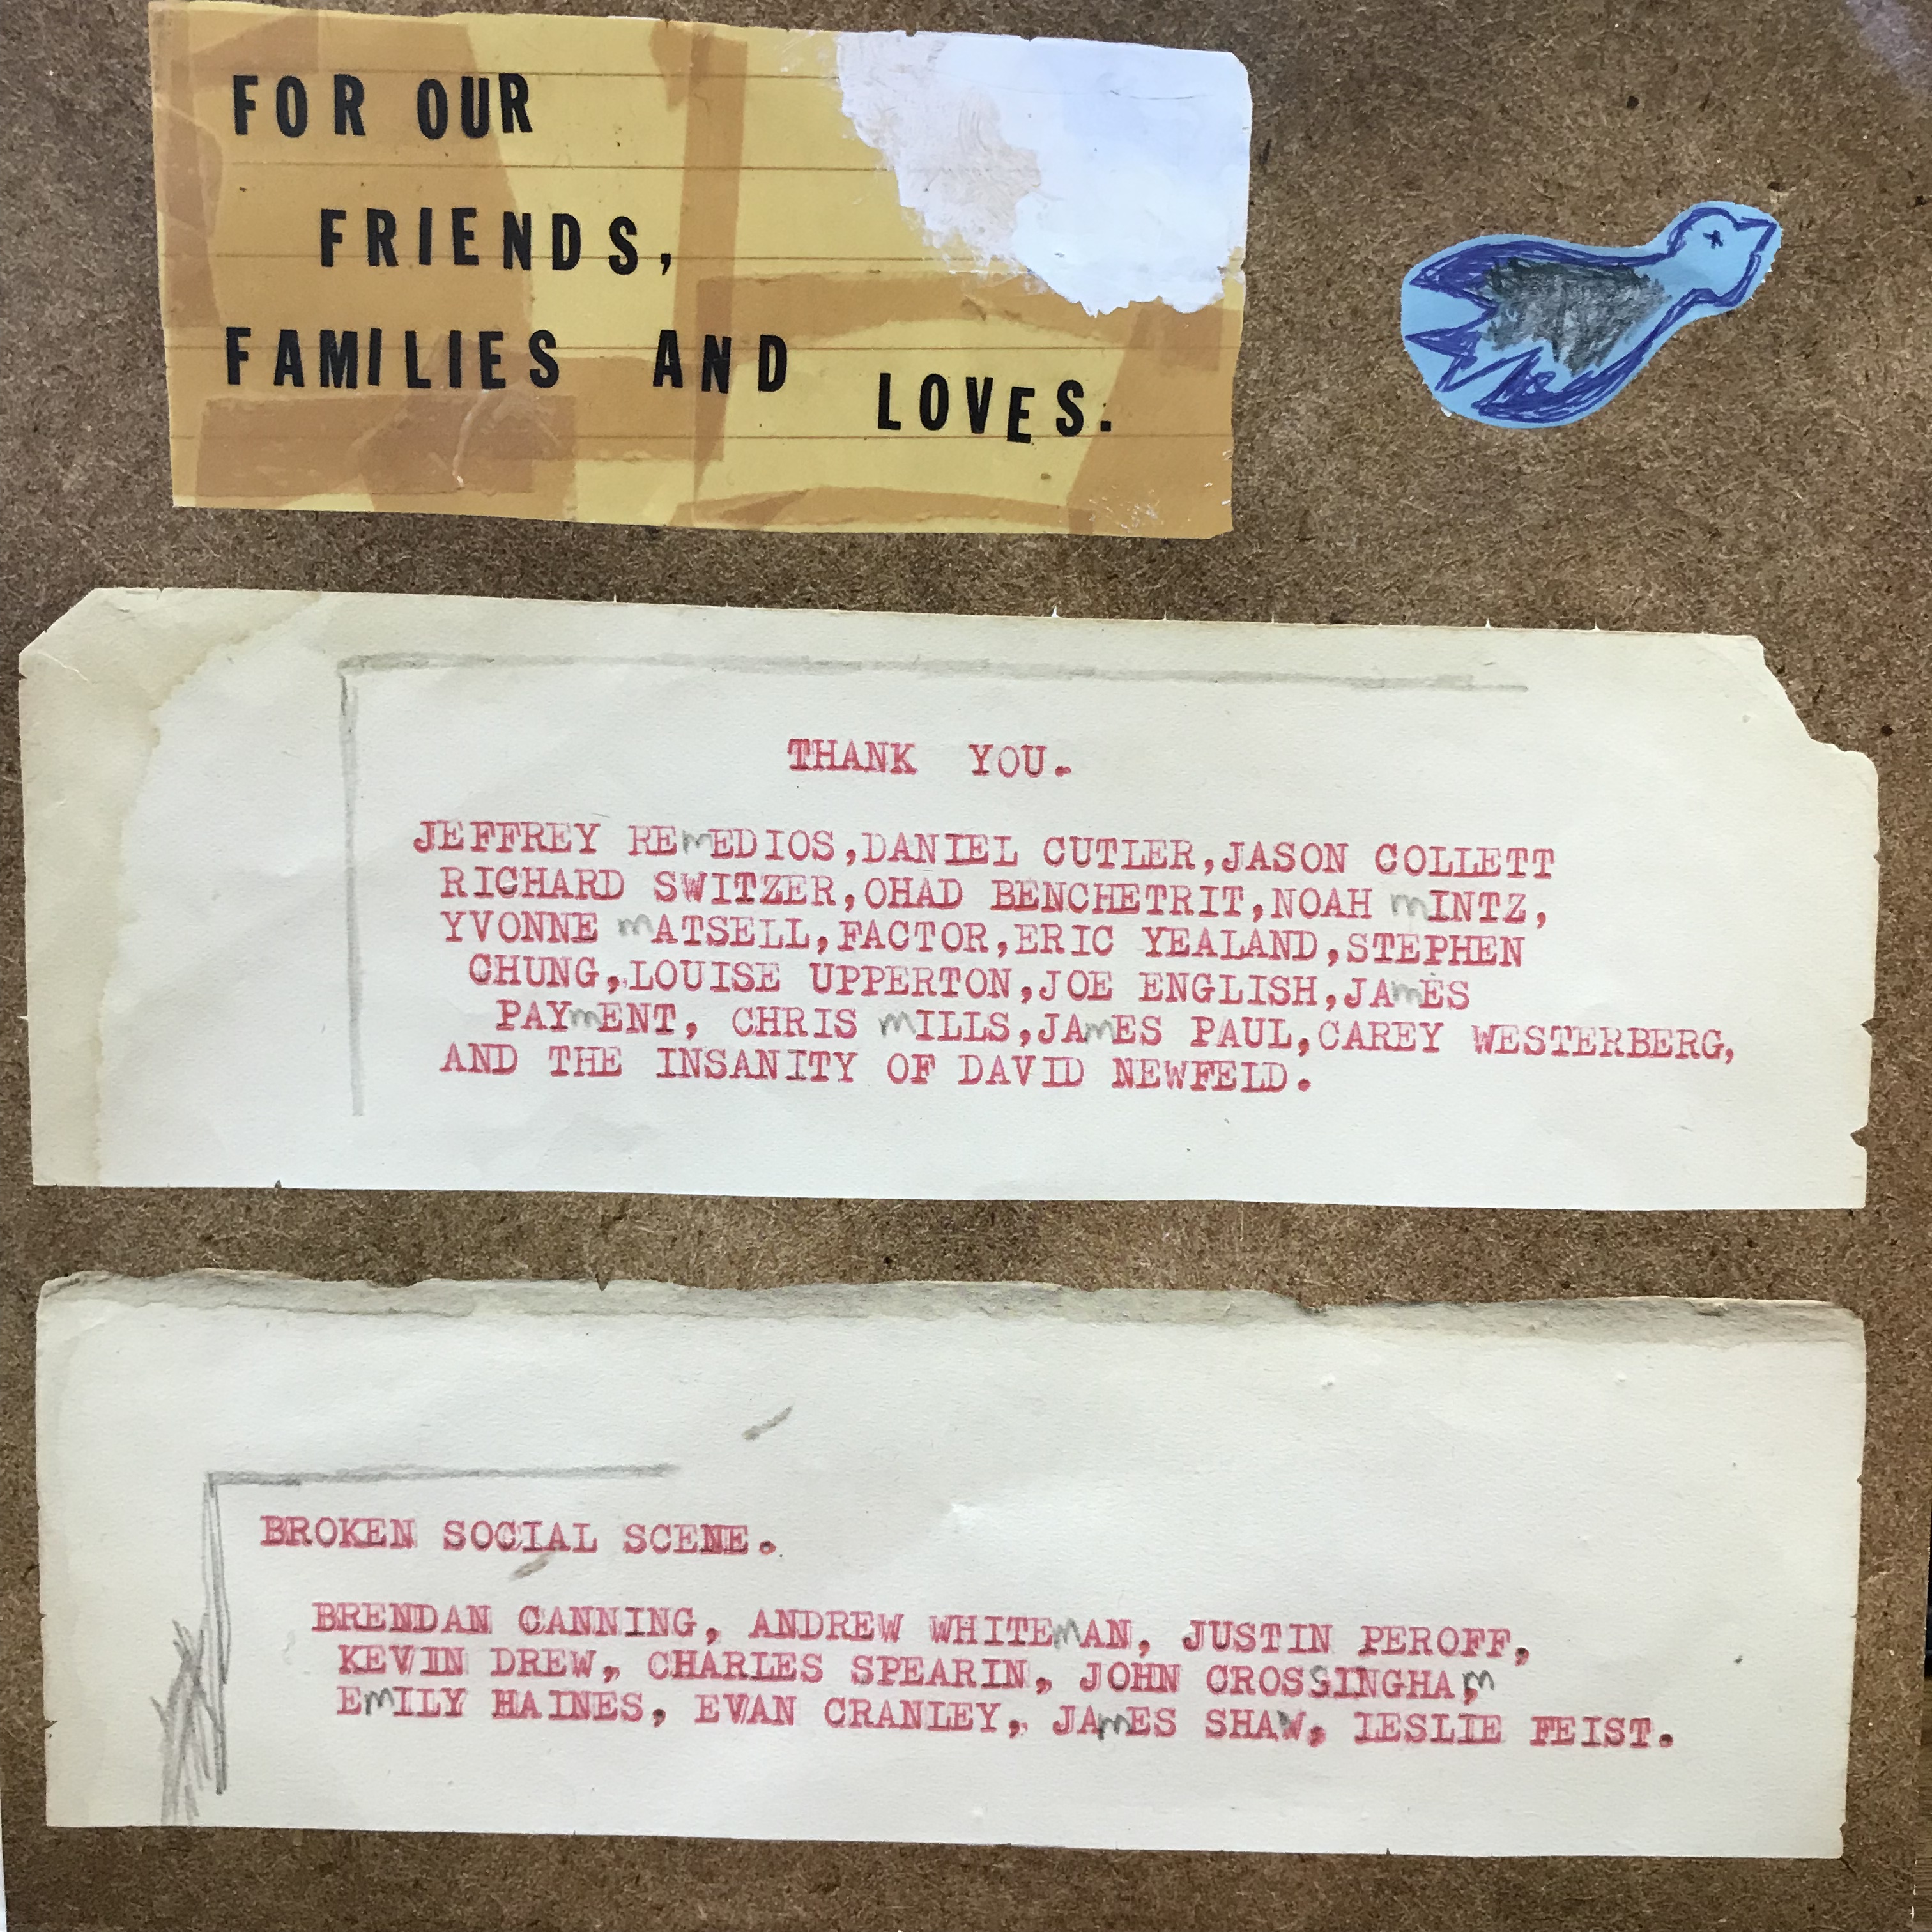 FOR OUR
FRIENDS,
FAMILIES AND LOVES.
THANK YOU.
JEFFREY REmEDIOS,DANIEL CUTLER,JASON COLLETT
RICHARD SWITZER,OHAD BENCHETRIT,NOAH mINTZ,
YVONNE mATSELL,FACTOR,ERIC YEALAND,STEPHEN
CHUNG,LOUISE UPPERTON,JOE ENGLISH,JAmES
PAYmENT, CHRIS mILLS,JAmES PAUL,CAREY WESTERBERG,
AND THE INSANITY OF DAVID NEWFELD.
BROKEN SOCIAL SCENE.
BRENDAN CANNING, ANDREW WHITEmAN, JUSTIN PEROFF,
KEVIN DREW, CHARLES SPEARIN, JOHN CROSSINGHAm,
EmILY HAINES, EVAN CRANLEY, JAmES SHAW, LESLIE FEIST.